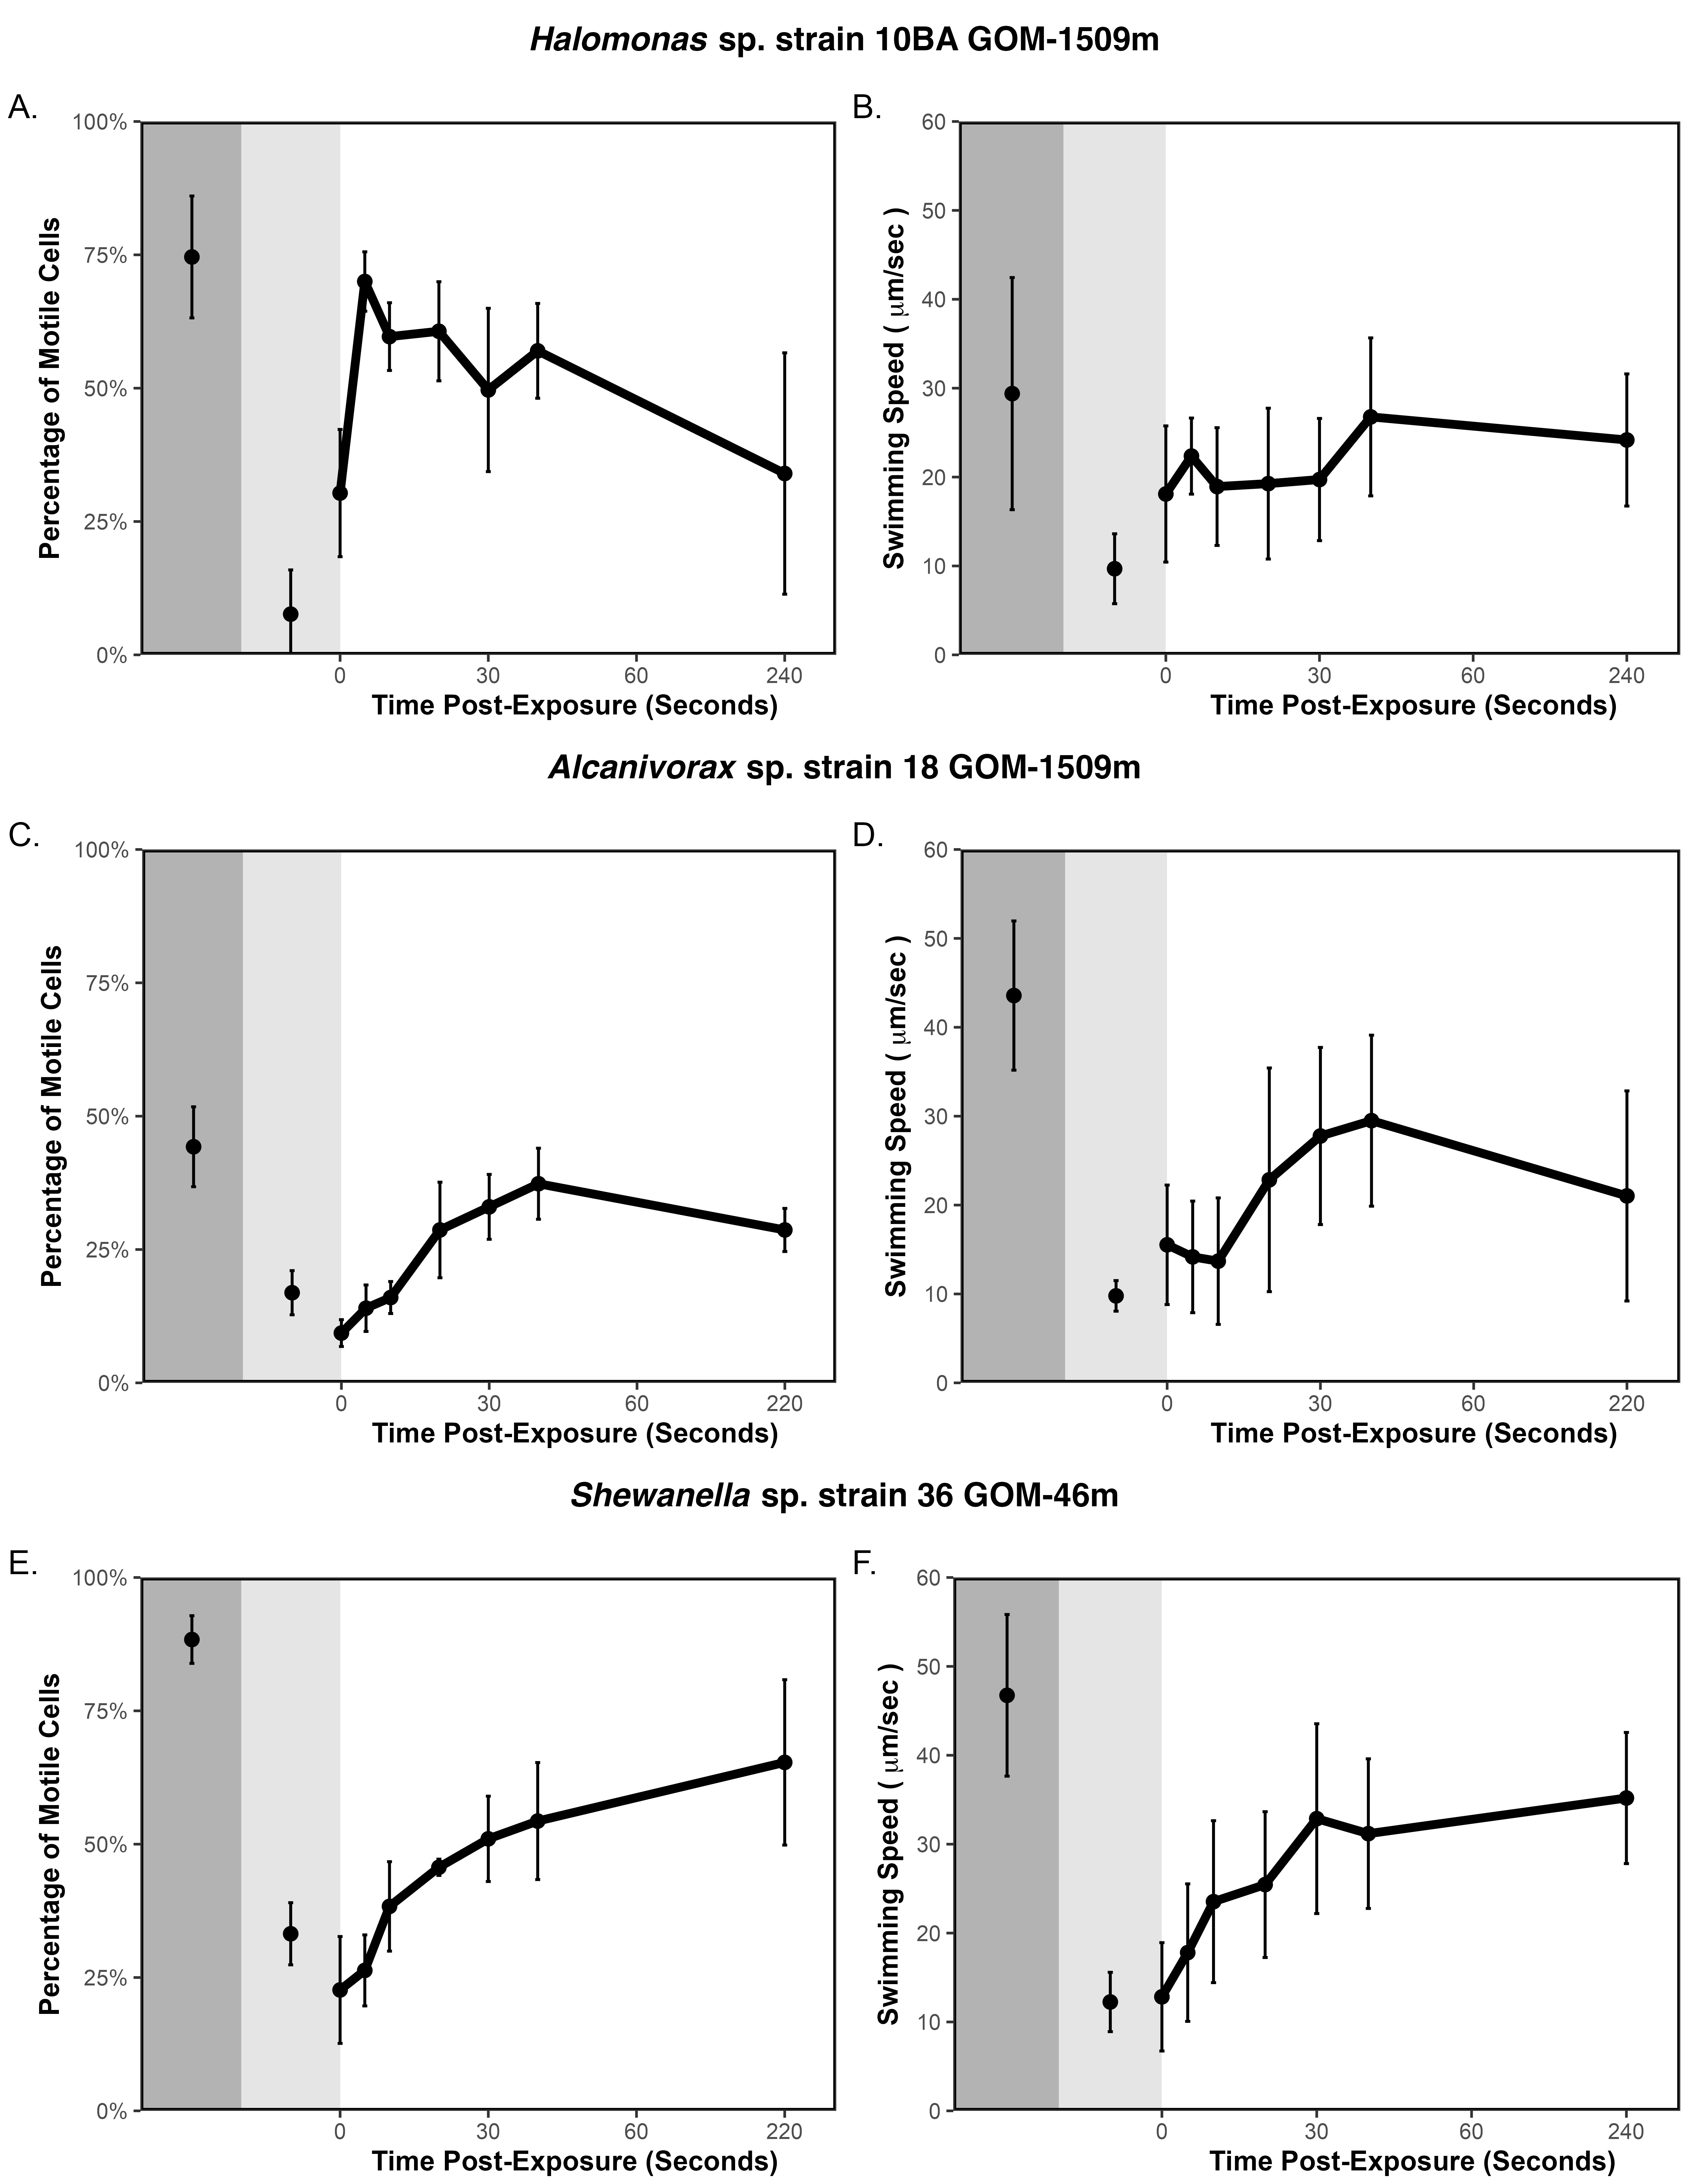 Halomonas sp. strain 10BA GOM-1509m
A.
100%
75%
50%
25%
0%
Percentage of Motile Cells
0 30 60 240
Time Post-Exposure (Seconds)
B.
60
50
40
30
20
10
0
Swimming Speed ( μm/sec )
0 30 60 240
Time Post-Exposure (Seconds)
Alcanivorax sp. strain 18 GOM-1509m
C.
100%
75%
50%
25%
0%
Percentage of Motile Cells
0 30 60 220
Time Post-Exposure (Seconds)
D.
60
50
40
30
20
10
0
Swimming Speed ( μm/sec )
0 30 60 220
Time Post-Exposure (Seconds)
Shewanella sp. strain 36 GOM-46m
E.
100%
75%
50%
25%
0%
Percentage of Motile Cells
0 30 60 220
Time Post-Exposure (Seconds)
F.
60
50
40
30
20
10
0
Swimming Speed ( μm/sec )
0 30 60 240
Time Post-Exposure (Seconds)